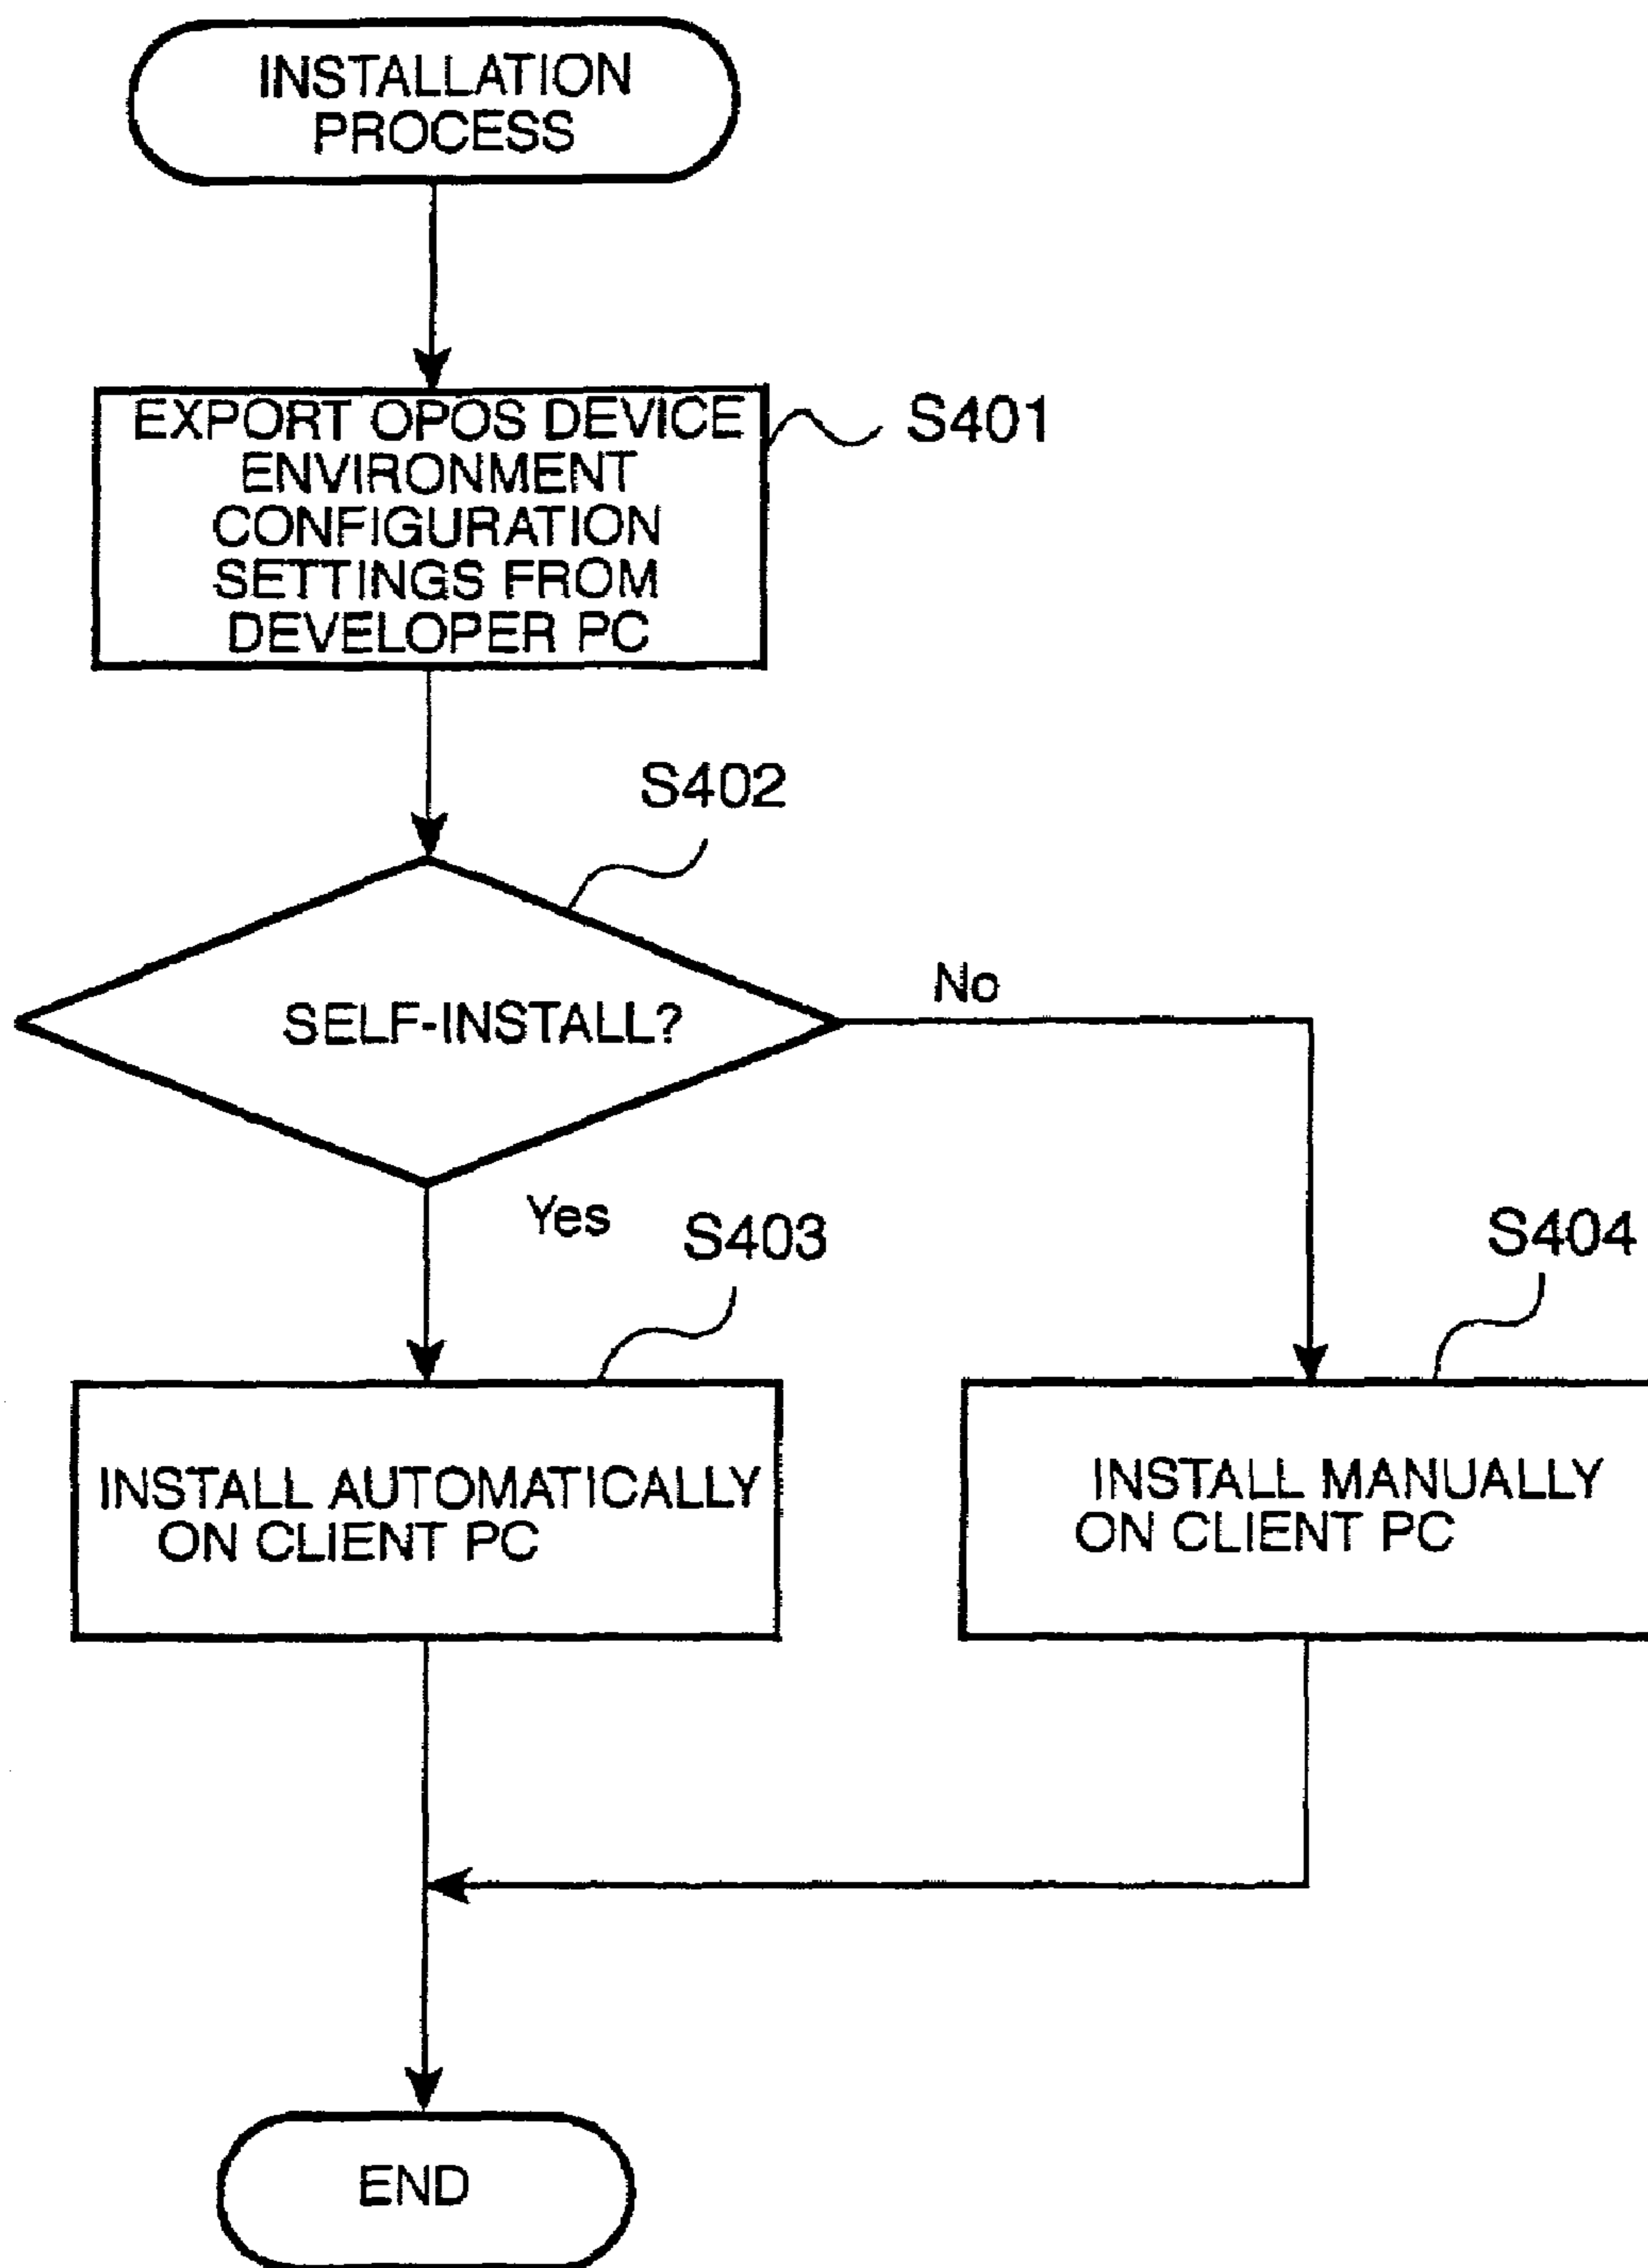 INSTALLATION
PROCESS
EXPORT OPOS DEVICE
ENVIRONMENT
CONFIGURATION
SETTINGS FROM
DEVELOPER PC
S401
S402
SELF-INSTALL?
No
Yes
S403
S404
INSTALL AUTOMATICALLY
ON CLIENT PC
INSTALL MANUALLY
ON CLIENT PC
END